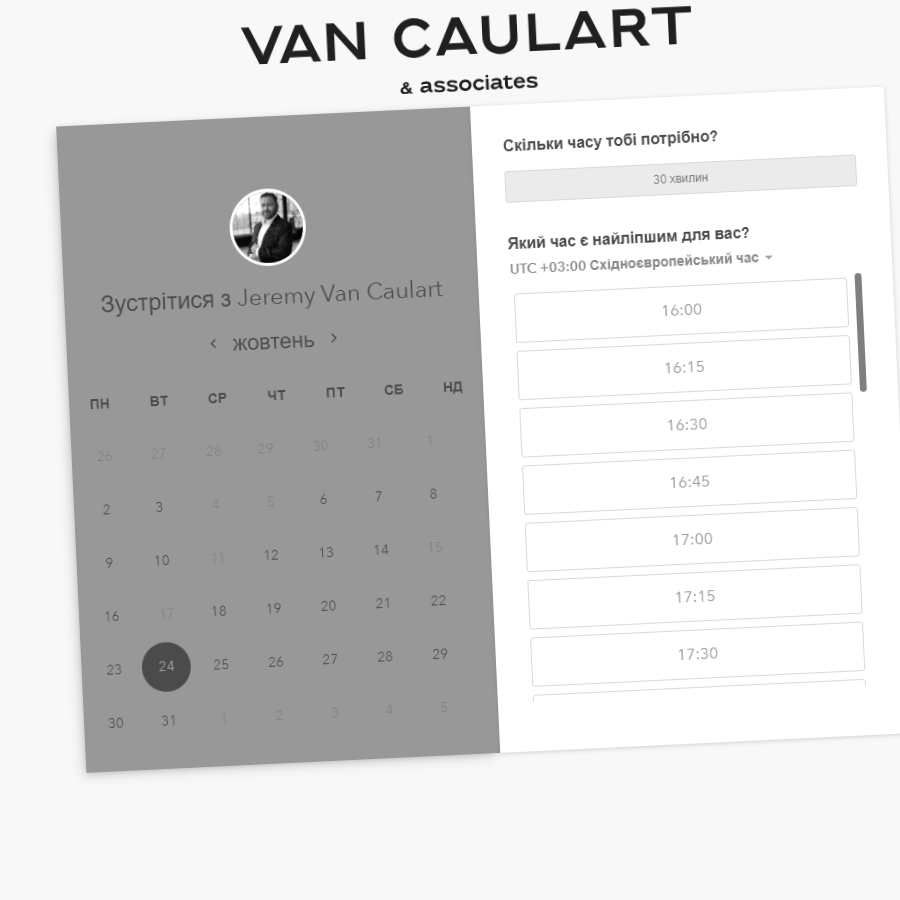 VAN CAULART
& associates
Зустрітися з Jeremy Van Caulart
‹ жовтень ›
ПН ВТ СР ЧТ ПТ СБ НД
26 27 28 29 30 31 1
2 3 4 5 6 7 8
9 10 11 12 13 14 15
16 17 18 19 20 21 22
23 24 25 26 27 28 29
30 31 1 2 3 4 5
Скільки часу тобі потрібно?
30 хвилин
Який час є найліпшим для вас?
UTC +03:00 Східноєвропейський час
16:00
16:15
16:30
16:45
17:00
17:15
17:30